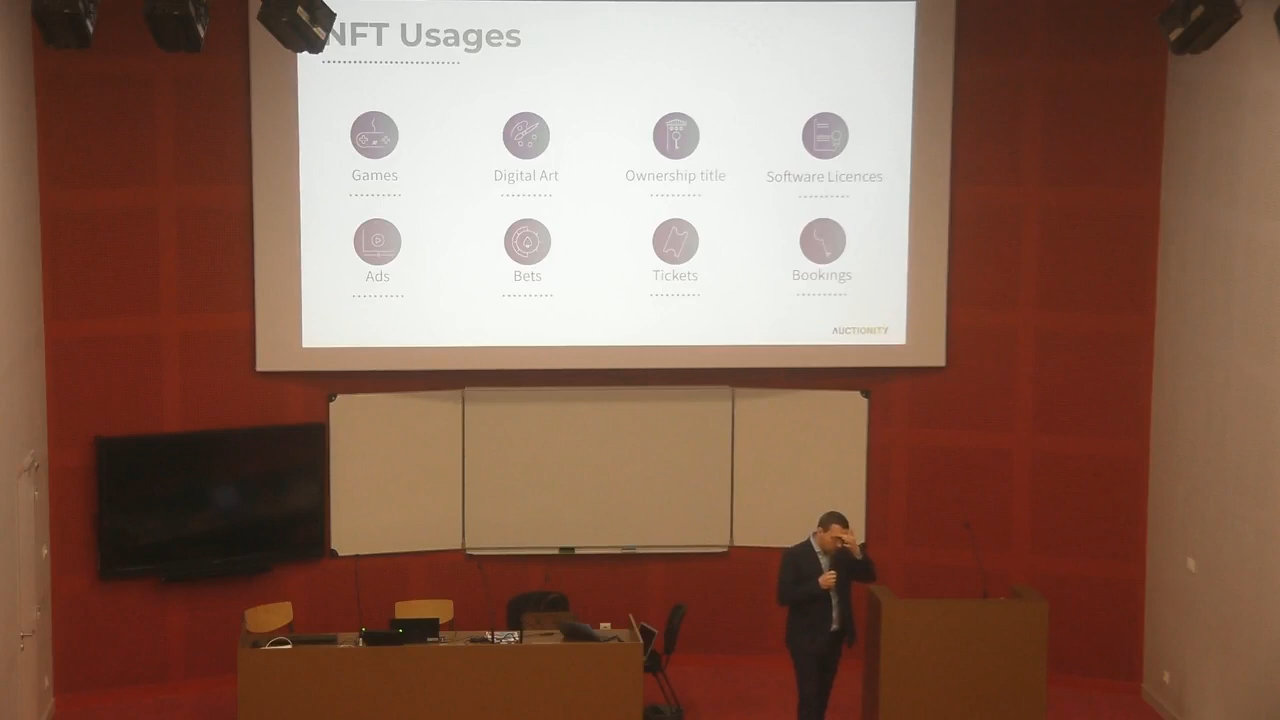 NFT Usages
Games
Digital Art
Ownership title
Software Licences
Ads
Bets
Tickets
Bookings
AUCTIONITY